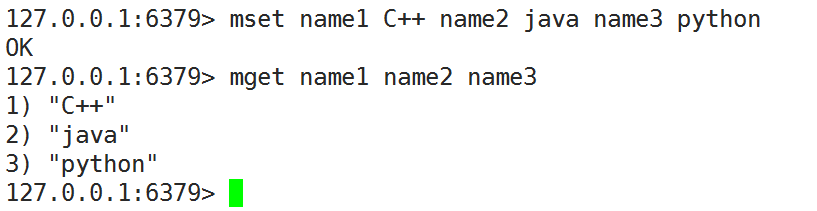 127.0.0.1:6379> mset name1 C++ name2 java name3 python
OK
127.0.0.1:6379> mget name1 name2 name3
1) "C++"
2) "java"
3) "python"
127.0.0.1:6379>